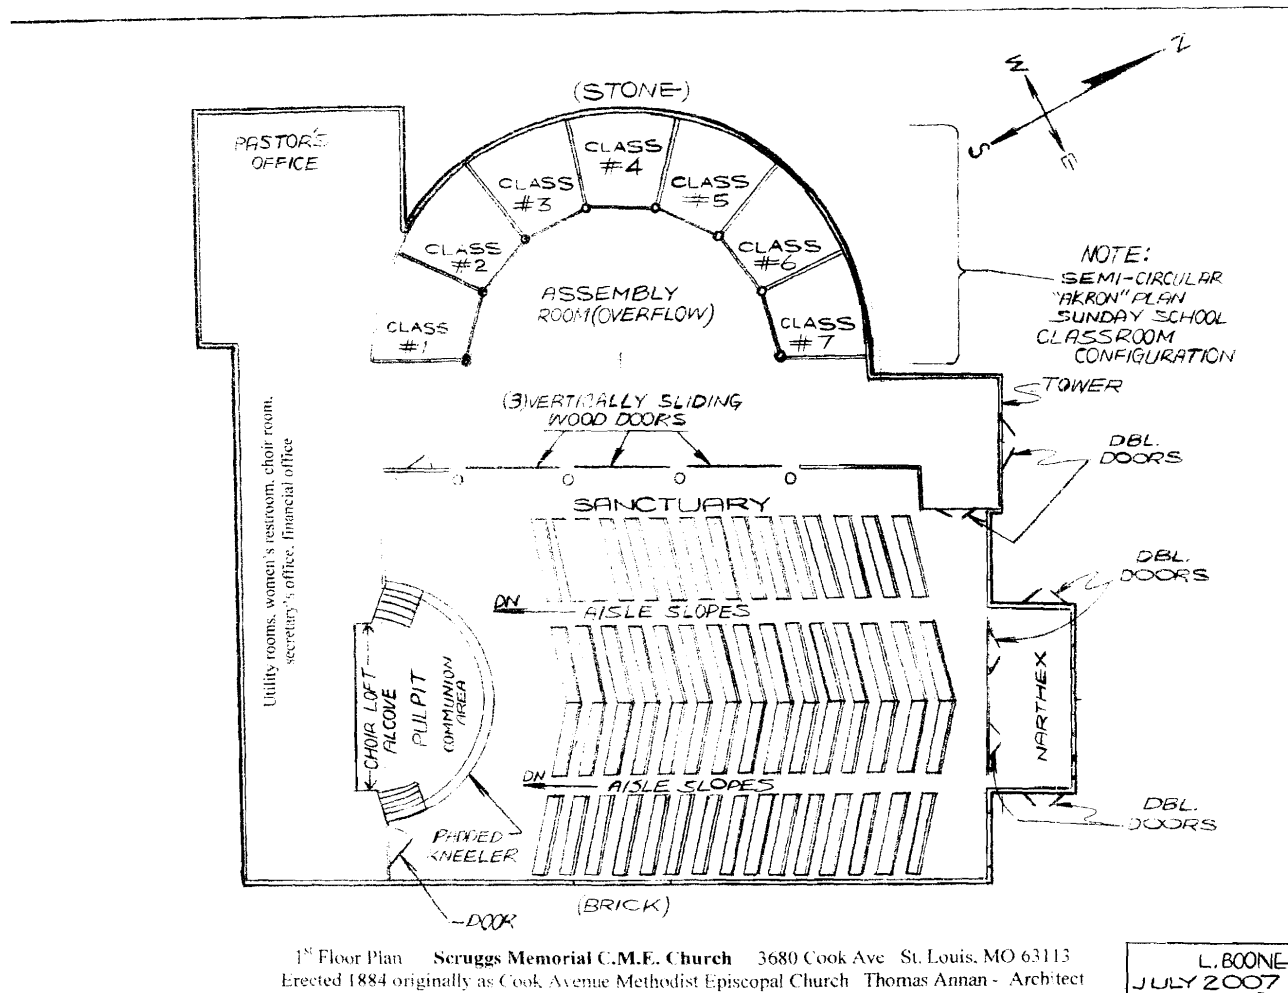 (STONE)
N
W
S
E
PASTOR'S
OFFICE
CLASS
#4
CLASS
#3
CLASS
#5
CLASS
#2
CLASS
#6
CLASS
#1
CLASS
#7
ASSEMBLY
ROOM (OVERFLOW)
NOTE:
SEMI-CIRCULAR
"AKRON" PLAN
SUNDAY SCHOOL
CLASSROOM
CONFIGURATION
TOWER
(3) VERTICALLY SLIDING
WOOD DOORS
DBL.
DOORS
SANCTUARY
DBL.
DOORS
Utility rooms, women's restroom, choir room,
secretary's office, financial office
DN
AISLE SLOPES
CHOIR LOFT
ALCOVE
PULPIT
COMMUNION
AREA
NARTHEX
DN
AISLE SLOPES
DBL.
DOORS
PADDED
KNEELER
DOOR
(BRICK)
1st Floor Plan Scruggs Memorial C.M.E. Church 3680 Cook Ave St. Louis, MO 63113
Erected 1884 originally as Cook Avenue Methodist Episcopal Church Thomas Annan - Architect
L. BOONE
JULY 2007